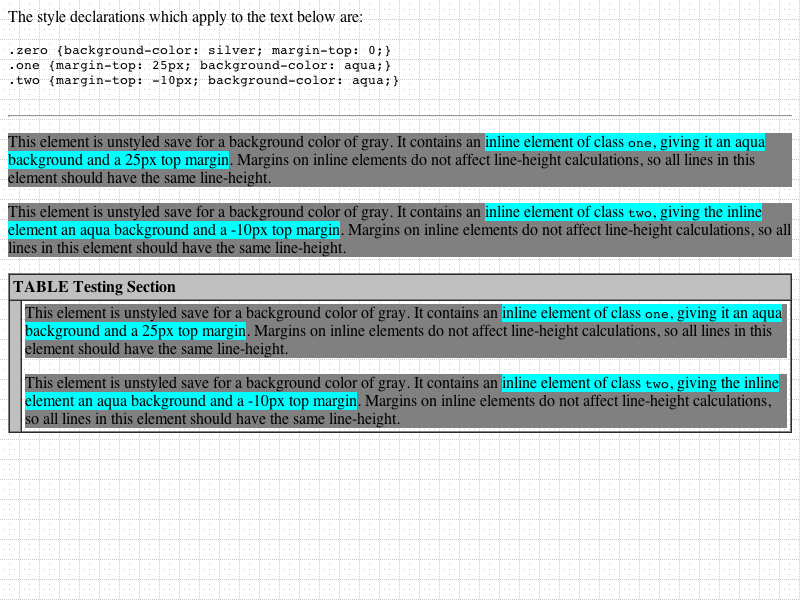 The style declarations which apply to the text below are:
.zero {background-color: silver; margin-top: 0;}
.one {margin-top: 25px; background-color: aqua;}
.two {margin-top: -10px; background-color: aqua;}
This element is unstyled save for a background color of gray. It contains an inline element of class one, giving it an aqua
background and a 25px top margin. Margins on inline elements do not affect line-height calculations, so all lines in this
element should have the same line-height.
This element is unstyled save for a background color of gray. It contains an inline element of class two, giving the inline
element an aqua background and a -10px top margin. Margins on inline elements do not affect line-height calculations, so all
lines in this element should have the same line-height.
TABLE Testing Section
This element is unstyled save for a background color of gray. It contains an inline element of class one, giving it an aqua
background and a 25px top margin. Margins on inline elements do not affect line-height calculations, so all lines in this
element should have the same line-height.
This element is unstyled save for a background color of gray. It contains an inline element of class two, giving the inline
element an aqua background and a -10px top margin. Margins on inline elements do not affect line-height calculations,
so all lines in this element should have the same line-height.